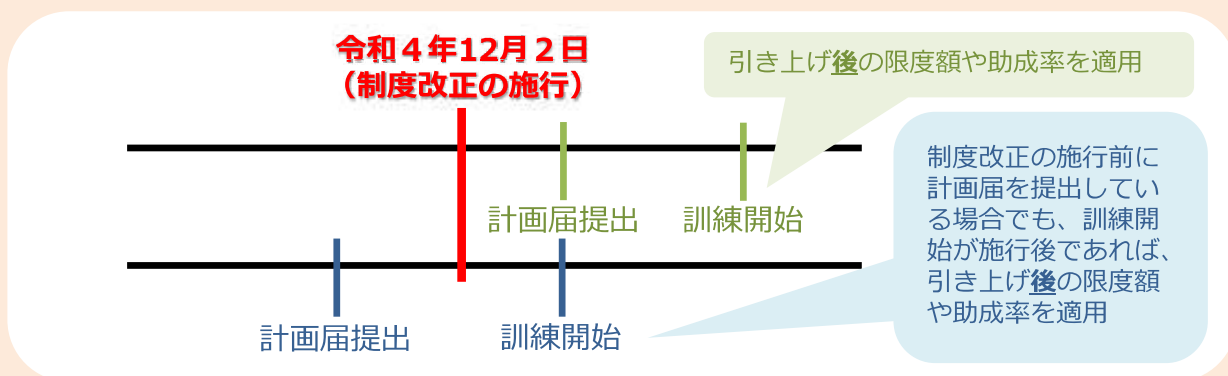 令和４年12月２日
（制度改正の施行）
引き上げ後の限度額や助成率を適用
計画届提出
訓練開始
制度改正の施行前に
計画届を提出してい
る場合でも、訓練開
始が施行後であれば、
引き上げ後の限度額
や助成率を適用
計画届提出
訓練開始